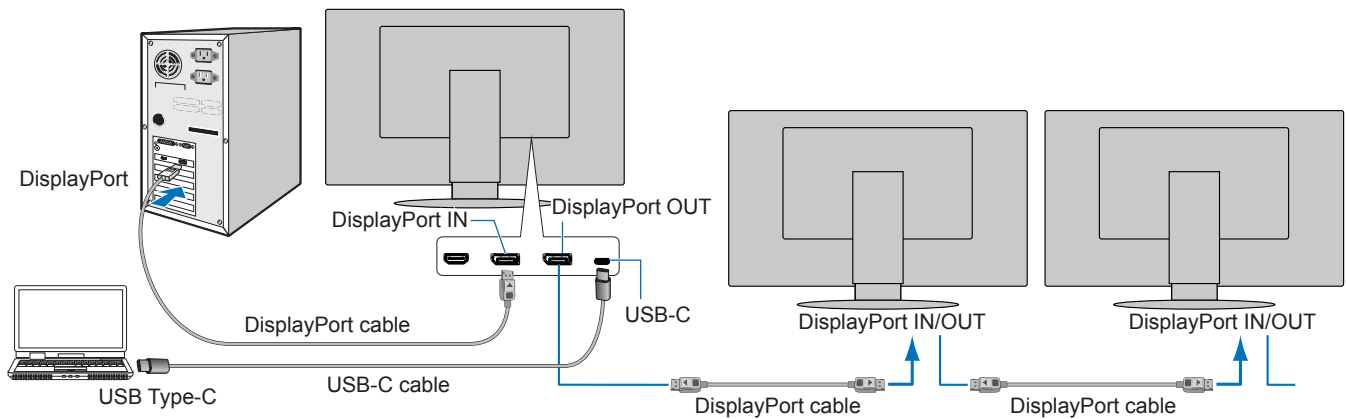 DisplayPort
DisplayPort IN
DisplayPort OUT
USB-C
DisplayPort cable
USB Type-C
USB-C cable
DisplayPort IN/OUT
DisplayPort IN/OUT
DisplayPort cable
DisplayPort cable